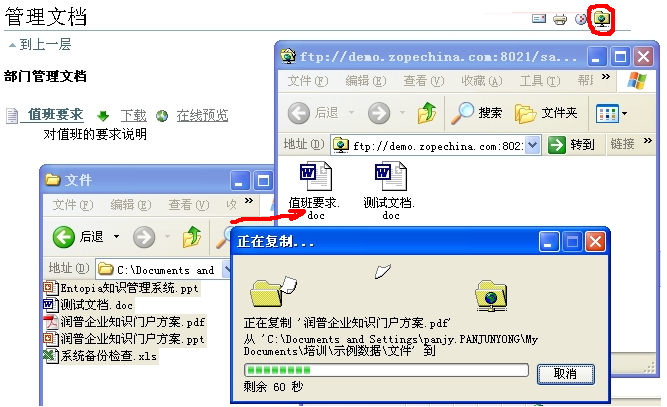 管理文档
到上一层
部门管理文档
值班要求 下载 在线预览
对值班的要求说明
ftp://demo.zopechina.com:8021/sa...
文件(F) 编辑(E) 查看(V) 收藏(A) 工具(T) 帮 »
后退 搜索 文件夹
地址(D) ftp://demo.zopechina.com:802 转到 链接 »
值班要求.doc
测试文档.doc
文件
文件(F) 编辑(E) 查看(V) »
后退
地址(D) C:\Documents and
Entopia知识管理系统.ppt
测试文档.doc
润普企业知识门户方案.pdf
润普企业知识门户方案.ppt
系统备份检查.xls
正在复制...
正在复制 '润普企业知识门户方案.pdf'
从 'C:\Documents and Settings\panjy.PANJUNYONG\My
Documents\培训\示例数据\文件' 到
剩余 60 秒
取消